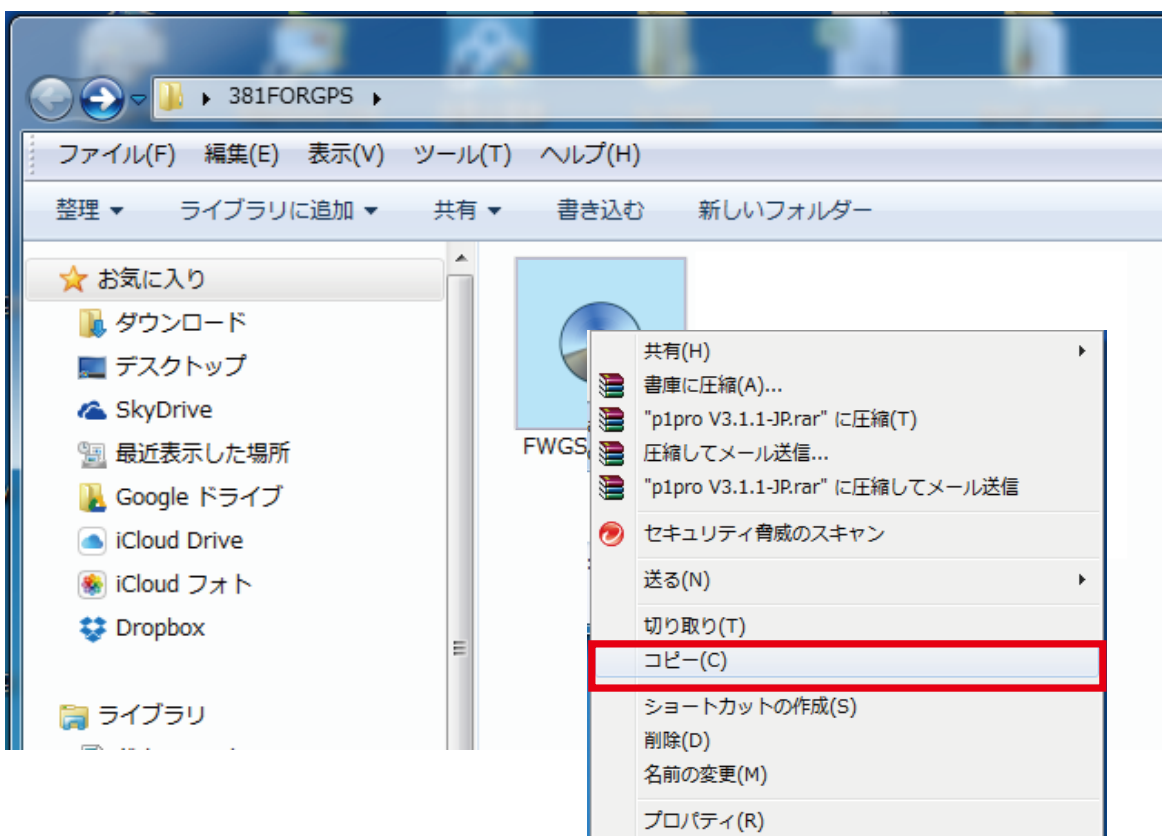 381FORGPS
ファイル(F) 編集(E) 表示(V) ツール(T) ヘルプ(H)
整理 ライブラリに追加 共有 書き込む 新しいフォルダー
お気に入り
ダウンロード
デスクトップ
SkyDrive
最近表示した場所
Google ドライブ
iCloud Drive
iCloud フォト
Dropbox
ライブラリ
FWGS
共有(H)
書庫に圧縮(A)...
"p1pro V3.1.1-JP.rar" に圧縮(T)
圧縮してメール送信...
"p1pro V3.1.1-JP.rar" に圧縮してメール送信
セキュリティ脅威のスキャン
送る(N)
切り取り(T)
コピー(C)
ショートカットの作成(S)
削除(D)
名前の変更(M)
プロパティ(R)